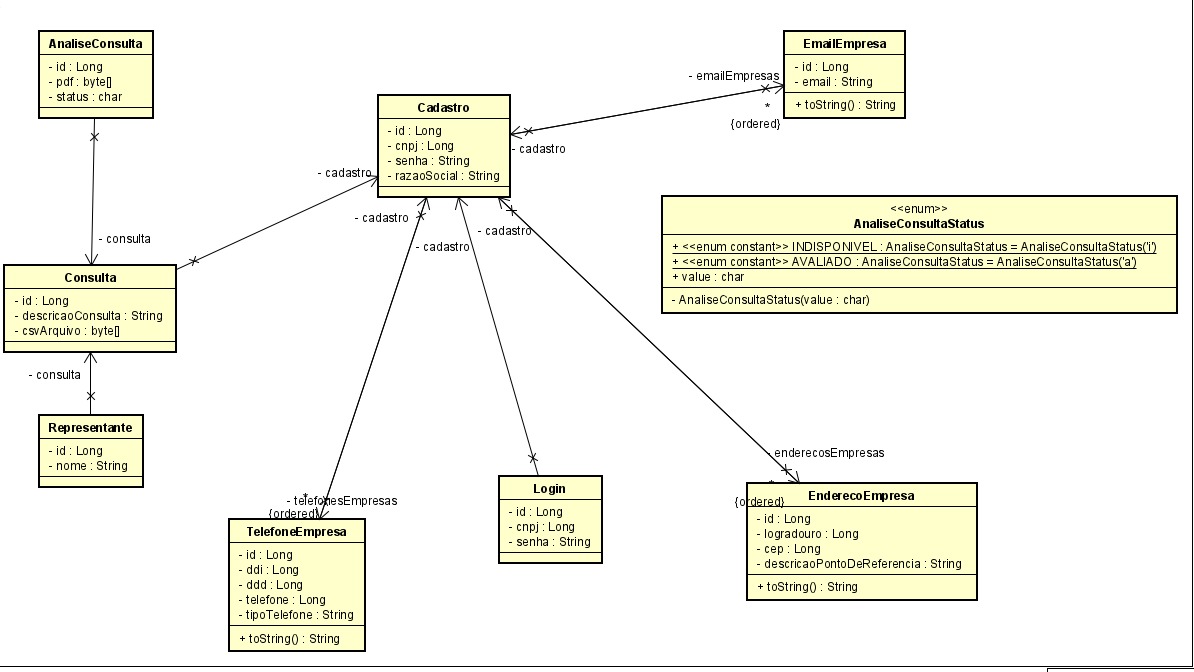 AnaliseConsulta
- id : Long
- pdf : byte[]
- status : char
EmailEmpresa
- id : Long
- email : String
+ toString() : String
- emailEmpresas
*
{ordered}
Cadastro
- id : Long
- cnpj : Long
- senha : String
- razaoSocial : String
- cadastro
- cadastro
- cadastro
- cadastro
- cadastro
<<enum>>
AnaliseConsultaStatus
+ <<enum constant>> INDISPONIVEL : AnaliseConsultaStatus = AnaliseConsultaStatus('i')
+ <<enum constant>> AVALIADO : AnaliseConsultaStatus = AnaliseConsultaStatus('a')
+ value : char
- AnaliseConsultaStatus(value : char)
- consulta
Consulta
- id : Long
- descricaoConsulta : String
- csvArquivo : byte[]
- consulta
Representante
- id : Long
- nome : String
*
- telefonesEmpresas
{ordered}
TelefoneEmpresa
- id : Long
- ddi : Long
- ddd : Long
- telefone : Long
- tipoTelefone : String
+ toString() : String
Login
- id : Long
- cnpj : Long
- senha : String
- enderecosEmpresas
*
{ordered}
EnderecoEmpresa
- id : Long
- logradouro : Long
- cep : Long
- descricaoPontoDeReferencia : String
+ toString() : String